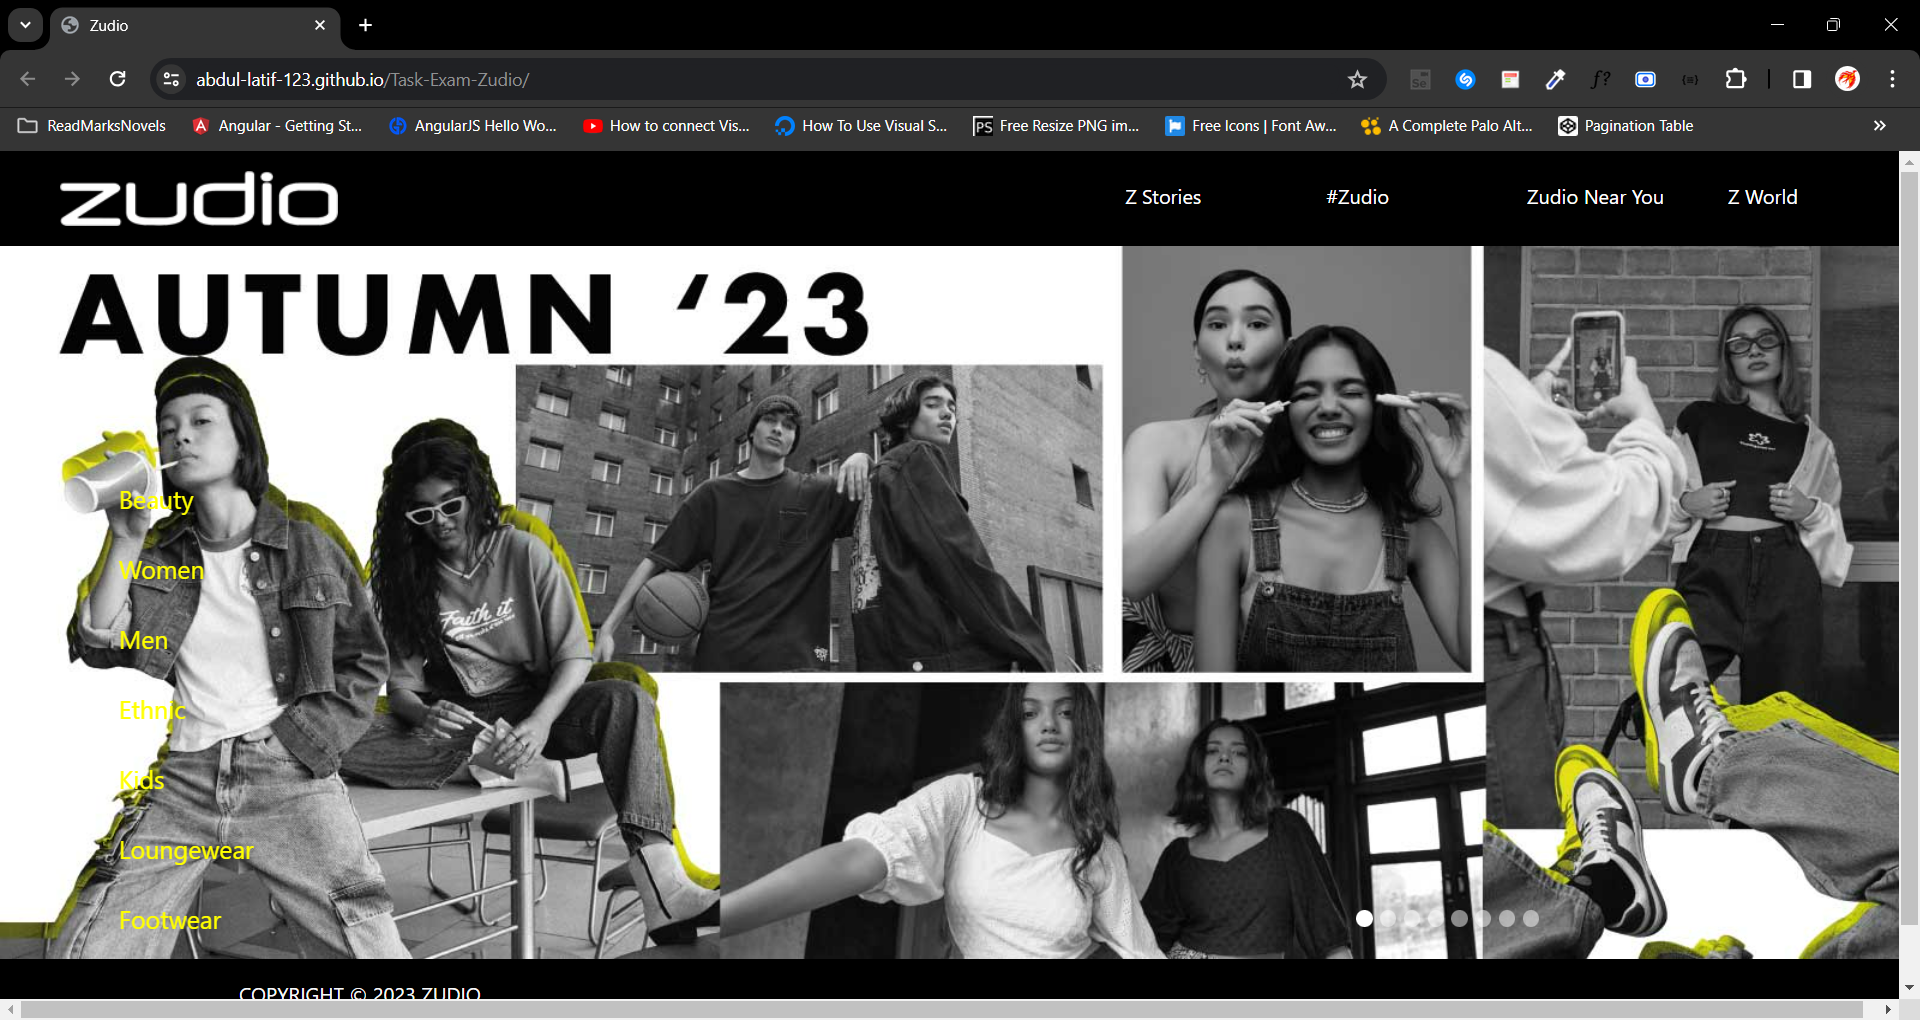 Zudio
abdul-latif-123.github.io/Task-Exam-Zudio/
ReadMarksNovels
Angular - Getting St...
AngularJS Hello Wo...
How to connect Vis...
How To Use Visual S...
PS
Free Resize PNG im...
Free Icons | Font Aw...
A Complete Palo Alt...
Pagination Table
zudio
Z Stories
#Zudio
Zudio Near You
Z World
AUTUMN ‘23
Faith it
Beauty
Women
Men
Ethnic
Kids
Loungewear
Footwear
COPYRIGHT © 2023 ZUDIO